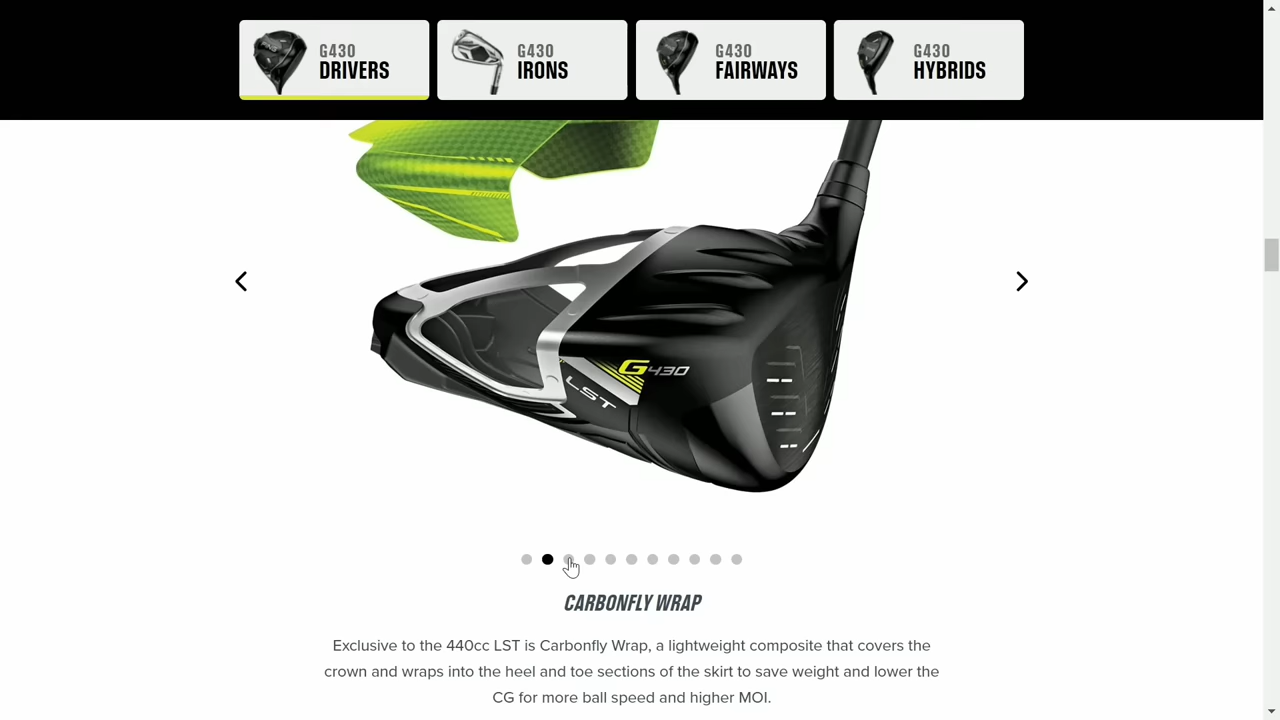 G430
DRIVERS
G430
IRONS
G430
FAIRWAYS
G430
HYBRIDS
G430
LST
CARBONFLY WRAP
Exclusive to the 440cc LST is Carbonfly Wrap, a lightweight composite that covers the
crown and wraps into the heel and toe sections of the skirt to save weight and lower the
CG for more ball speed and higher MOI.